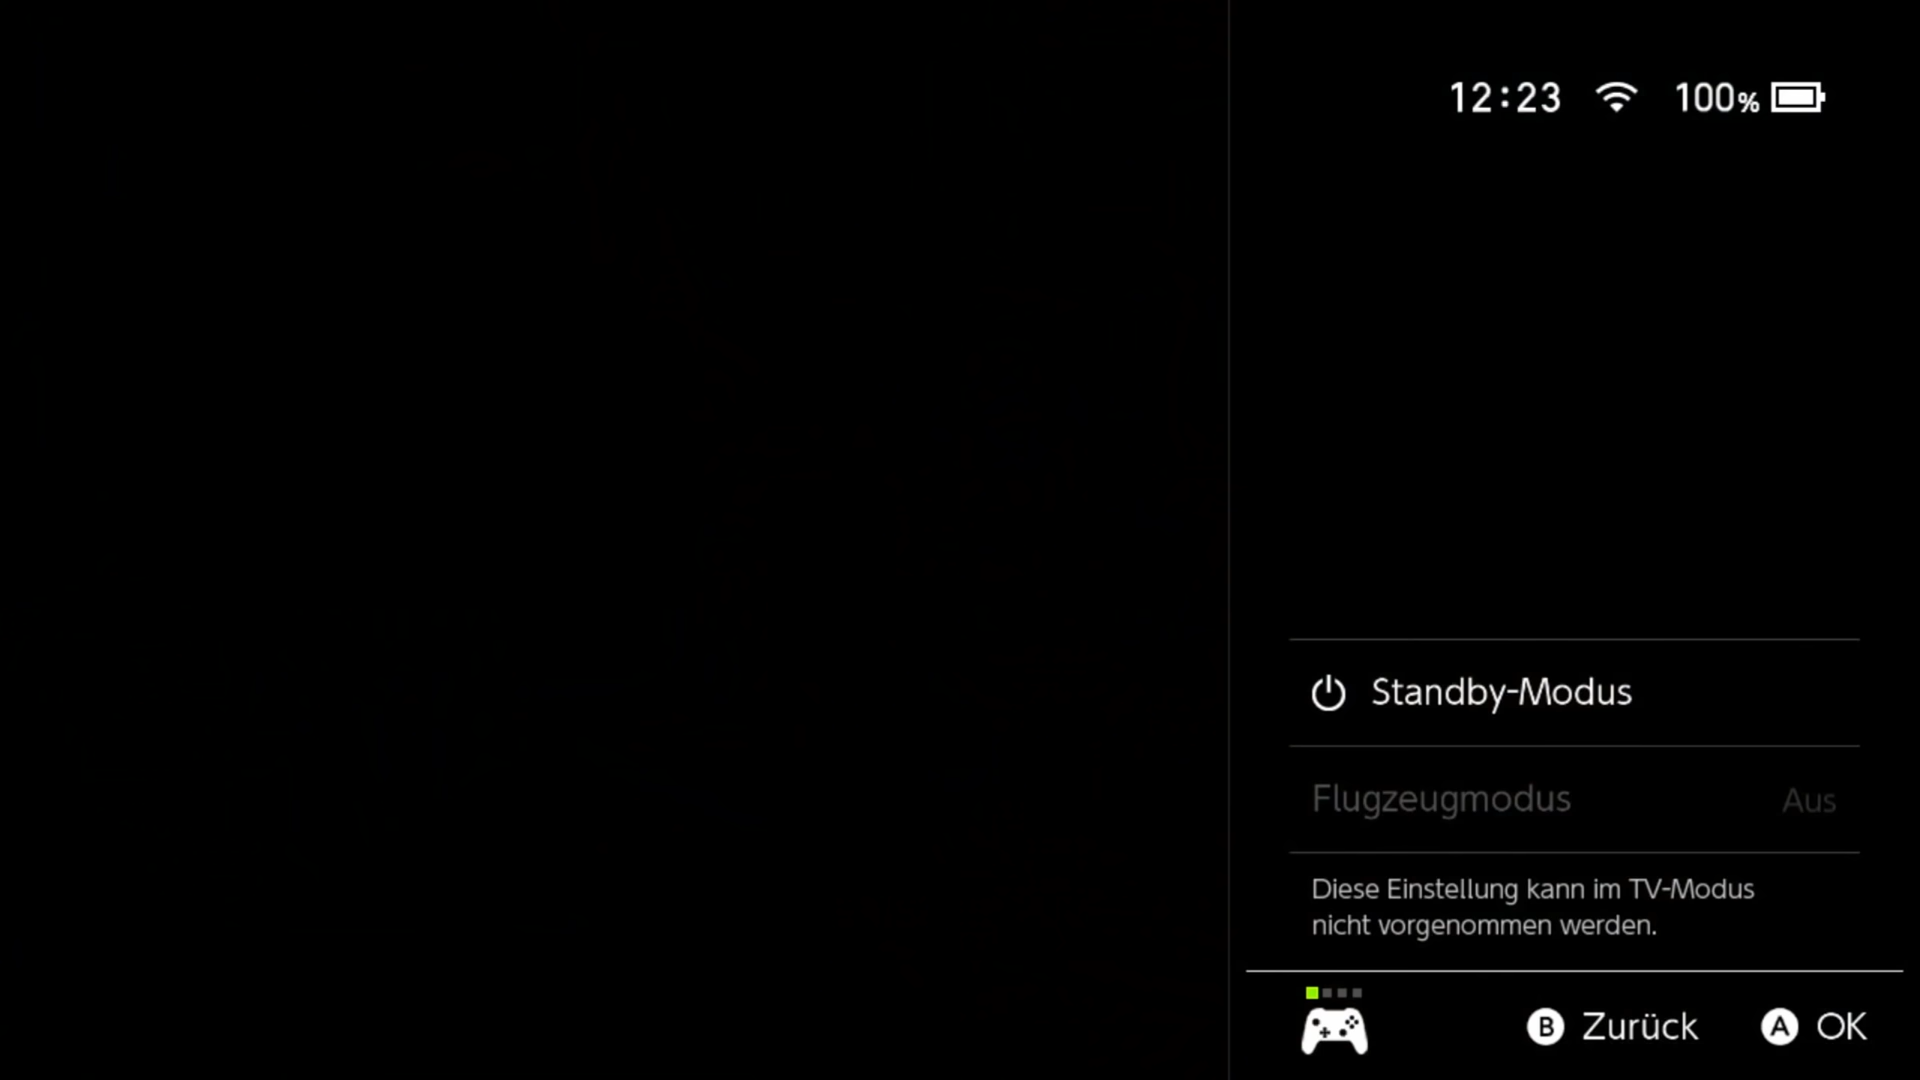 12:23 100%
Standby-Modus
Flugzeugmodus Aus
Diese Einstellung kann im TV-Modus
nicht vorgenommen werden.
B Zurück A OK